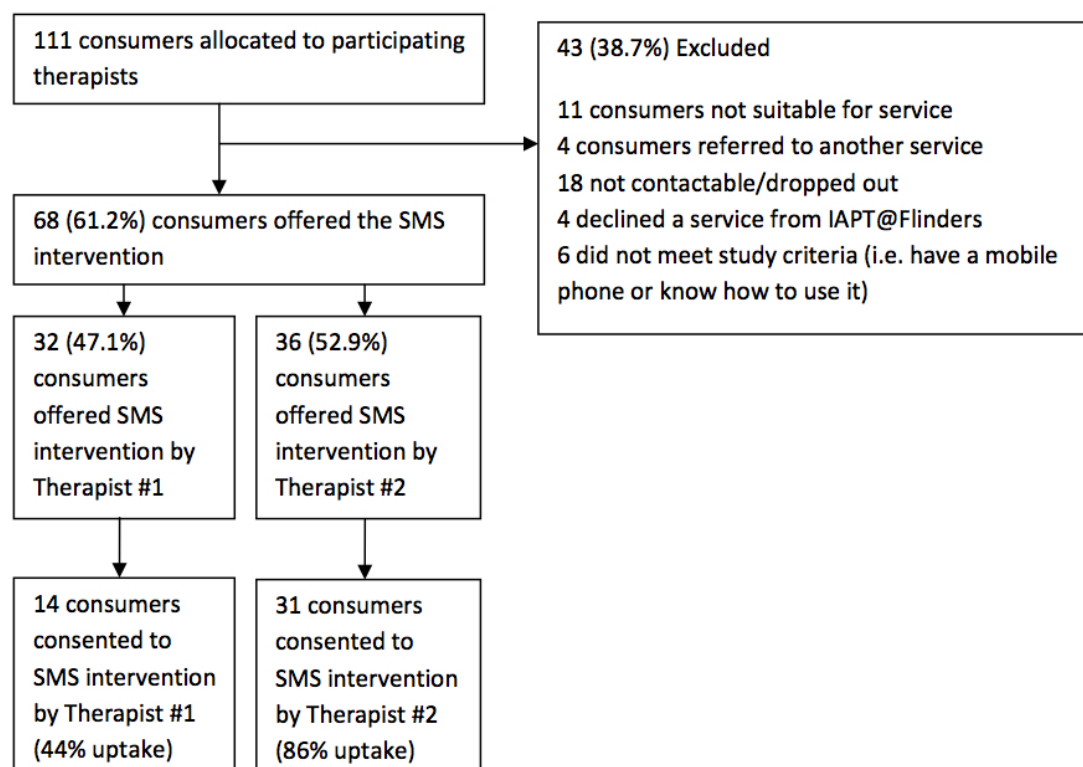 111 consumers allocated to participating
therapists
43 (38.7%) Excluded
11 consumers not suitable for service
4 consumers referred to another service
18 not contactable/dropped out
4 declined a service from IAPT@Flinders
6 did not meet study criteria (i.e. have a mobile
phone or know how to use it)
68 (61.2%) consumers offered the SMS
intervention
32 (47.1%)
consumers
offered SMS
intervention by
Therapist #1
36 (52.9%)
consumers
offered SMS
intervention by
Therapist #2
14 consumers
consented to
SMS intervention
by Therapist #1
(44% uptake)
31 consumers
consented to
SMS intervention
by Therapist #2
(86% uptake)